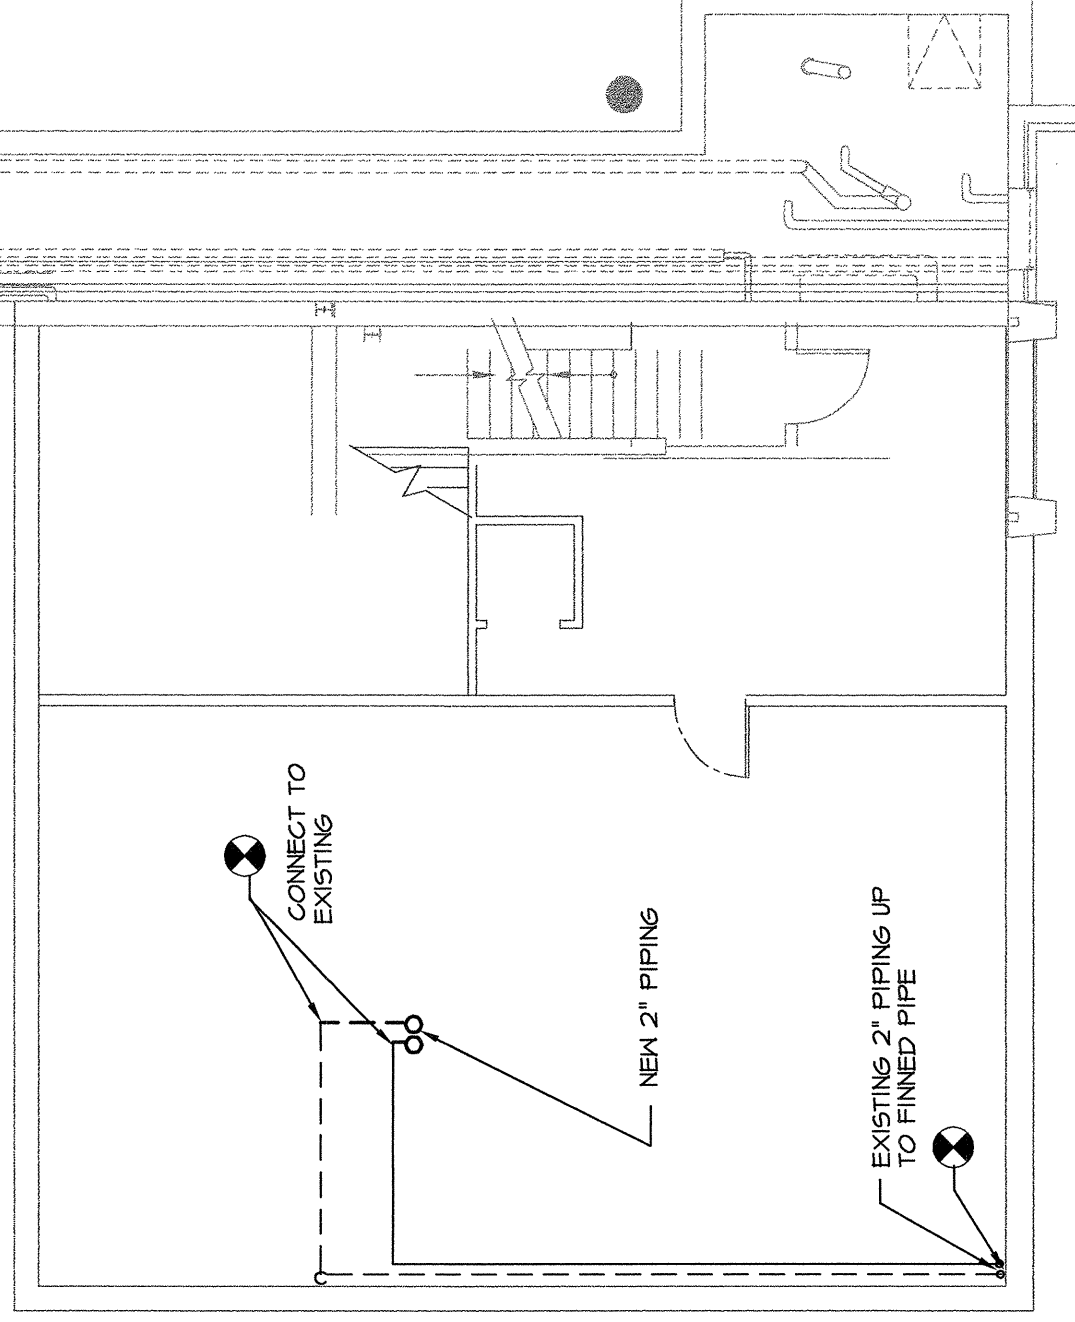 CONNECT TO
EXISTING
NEW 2" PIPING
EXISTING 2" PIPING UP
TO FINNED PIPE